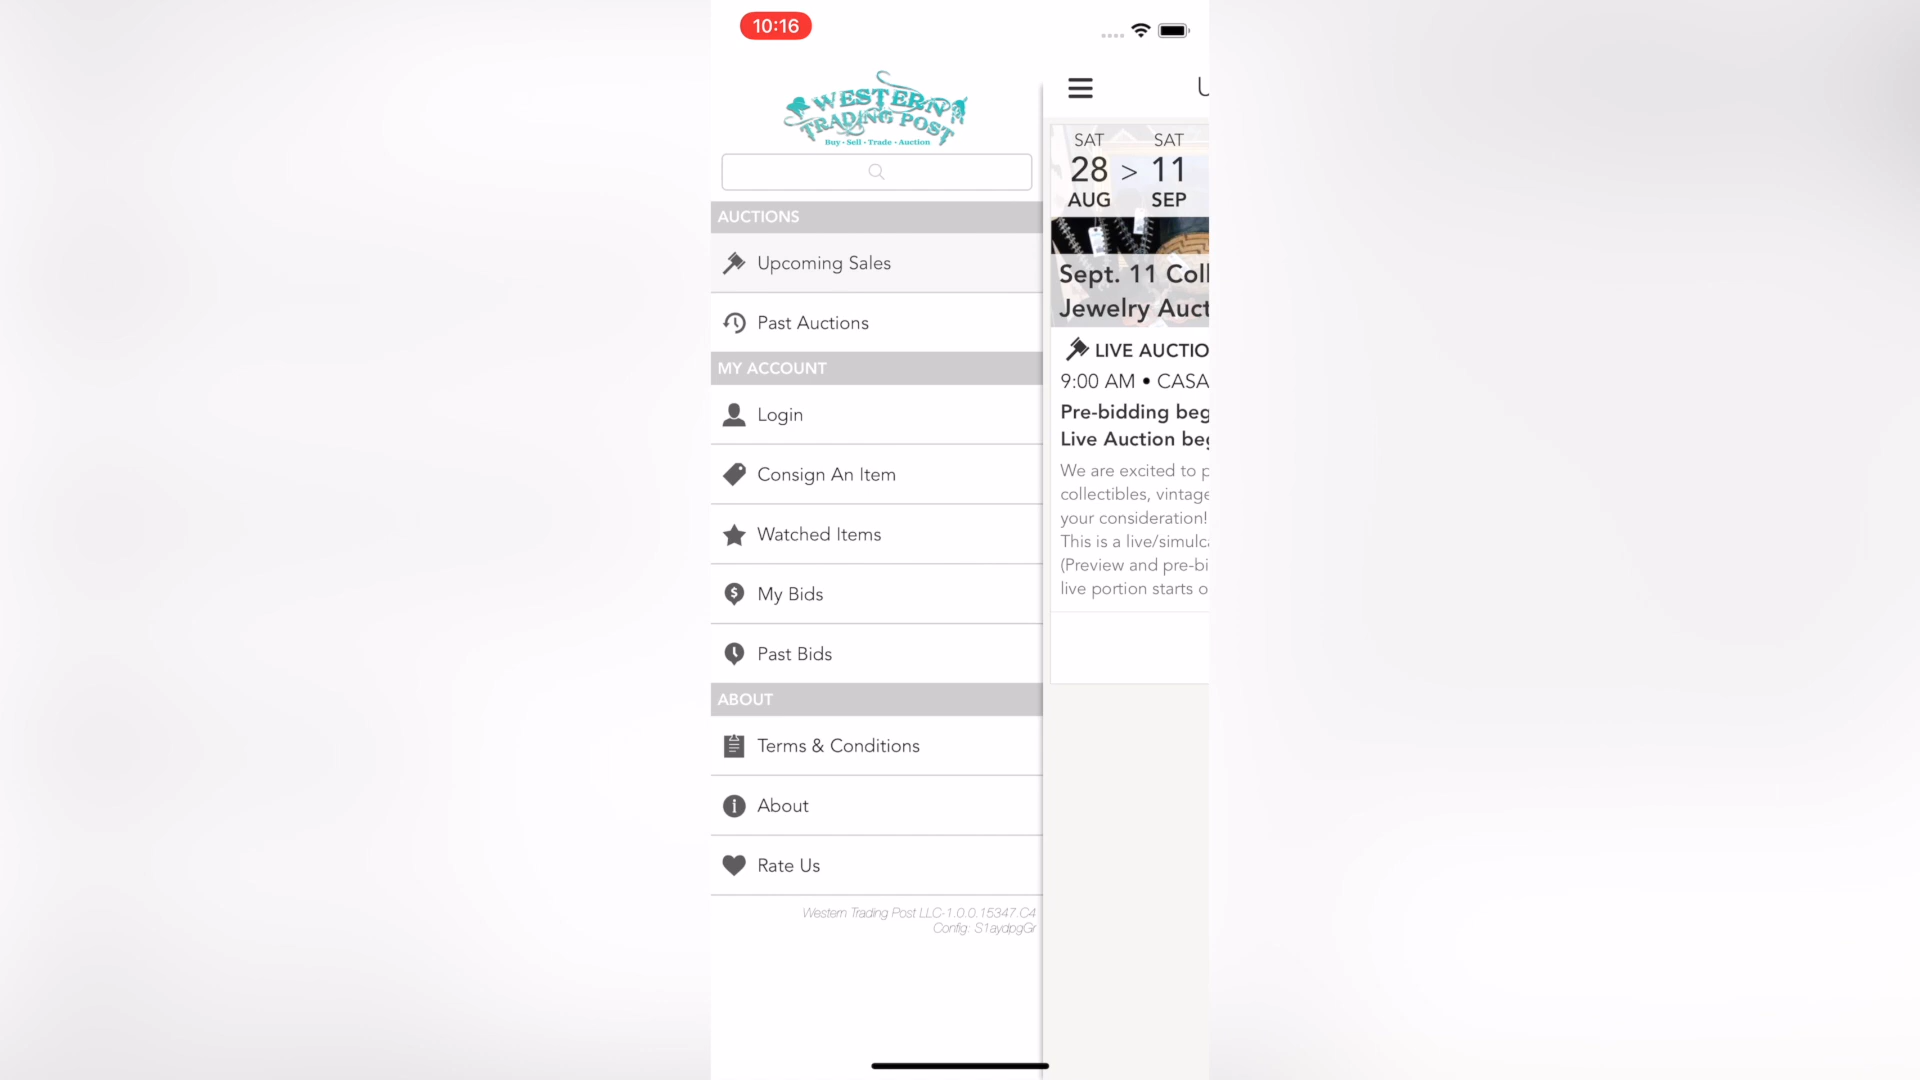 10:16
WESTERN
TRADING POST
Buy • Sell • Trade • Auction
AUCTIONS
Upcoming Sales
Past Auctions
MY ACCOUNT
Login
Consign An Item
Watched Items
My Bids
Past Bids
ABOUT
Terms & Conditions
About
Rate Us
Western Trading Post LLC-1.0.0.15347.C4
Config: S1aydpgGr
U
SAT SAT
28 > 11
AUG SEP
Sept. 11 Coll
Jewelry Auct
LIVE AUCTIO
9:00 AM • CASA
Pre-bidding beg
Live Auction beg
We are excited to p
collectibles, vintage
your consideration!
This is a live/simulca
(Preview and pre-bi
live portion starts o